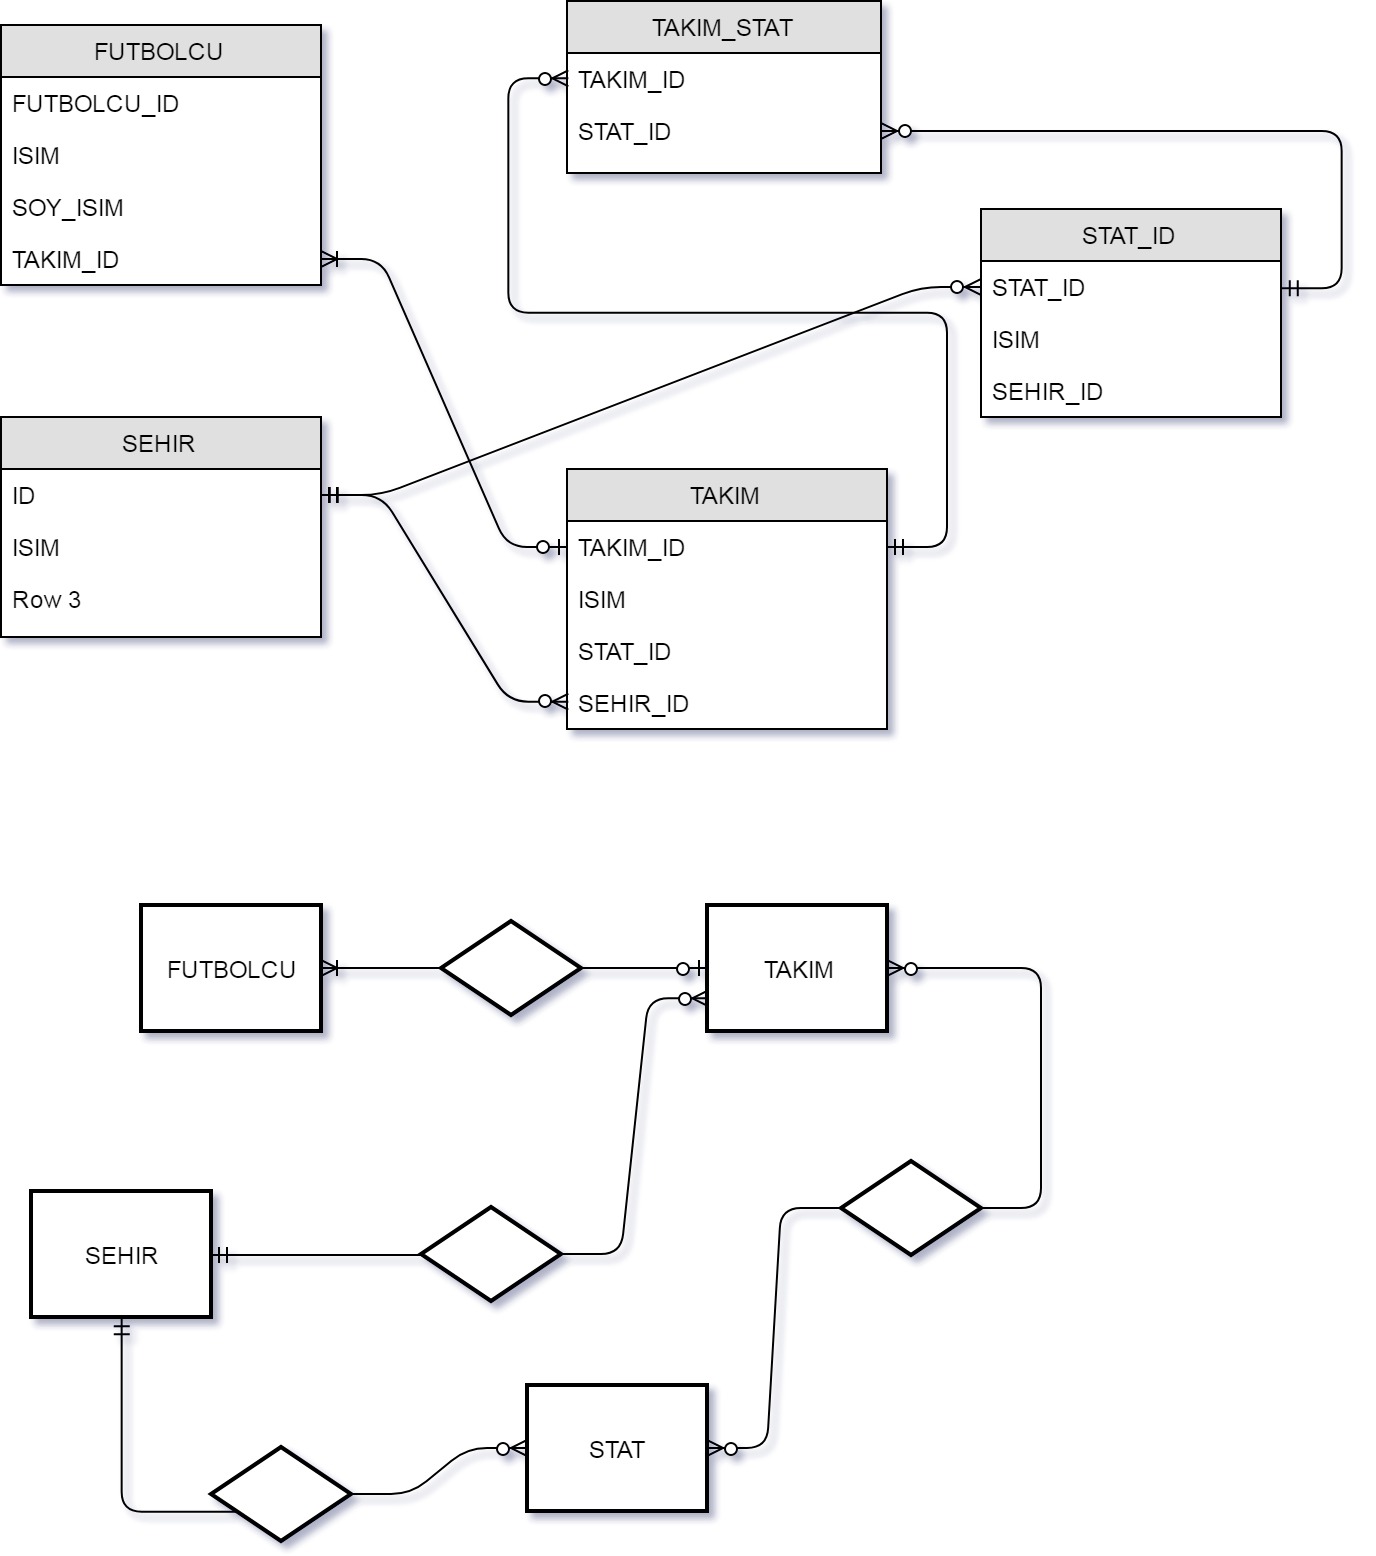 FUTBOLCU
FUTBOLCU_ID
ISIM
SOY_ISIM
TAKIM_ID
TAKIM_STAT
TAKIM_ID
STAT_ID
STAT_ID
STAT_ID
ISIM
SEHIR_ID
SEHIR
ID
ISIM
Row 3
TAKIM
TAKIM_ID
ISIM
STAT_ID
SEHIR_ID
FUTBOLCU
TAKIM
SEHIR
STAT